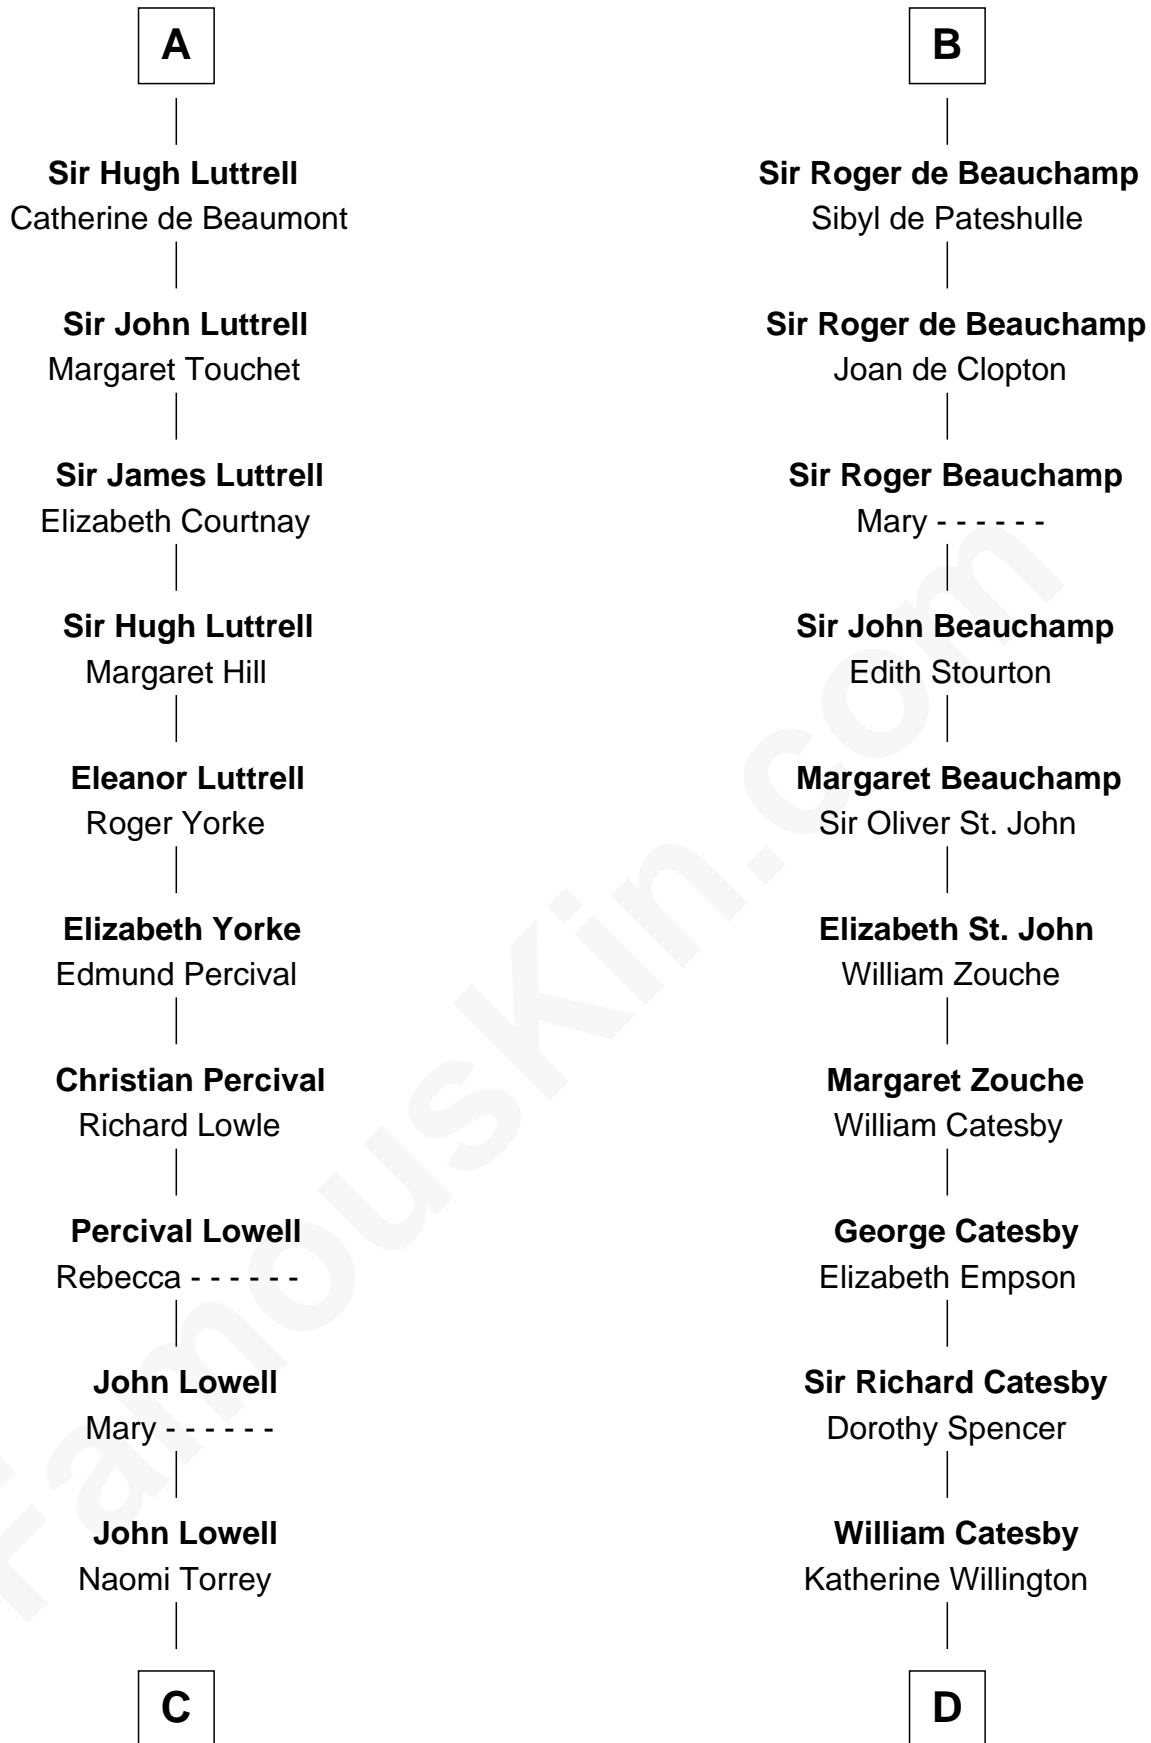 A
Sir Hugh Luttrell
Catherine de Beaumont
Sir John Luttrell
Margaret Touchet
Sir James Luttrell
Elizabeth Courtnay
Sir Hugh Luttrell
Margaret Hill
Eleanor Luttrell
Roger Yorke
Elizabeth Yorke
Edmund Percival
Christian Percival
Richard Lowle
Percival Lowell
Rebecca - - - - - -
John Lowell
Mary - - - - - -
John Lowell
Naomi Torrey
C
B
Sir Roger de Beauchamp
Sibyl de Pateshulle
Sir Roger de Beauchamp
Joan de Clopton
Sir Roger Beauchamp
Mary - - - - - -
Sir John Beauchamp
Edith Stourton
Margaret Beauchamp
Sir Oliver St. John
Elizabeth St. John
William Zouche
Margaret Zouche
William Catesby
George Catesby
Elizabeth Empson
Sir Richard Catesby
Dorothy Spencer
William Catesby
Katherine Willington
D
FamousKin.com